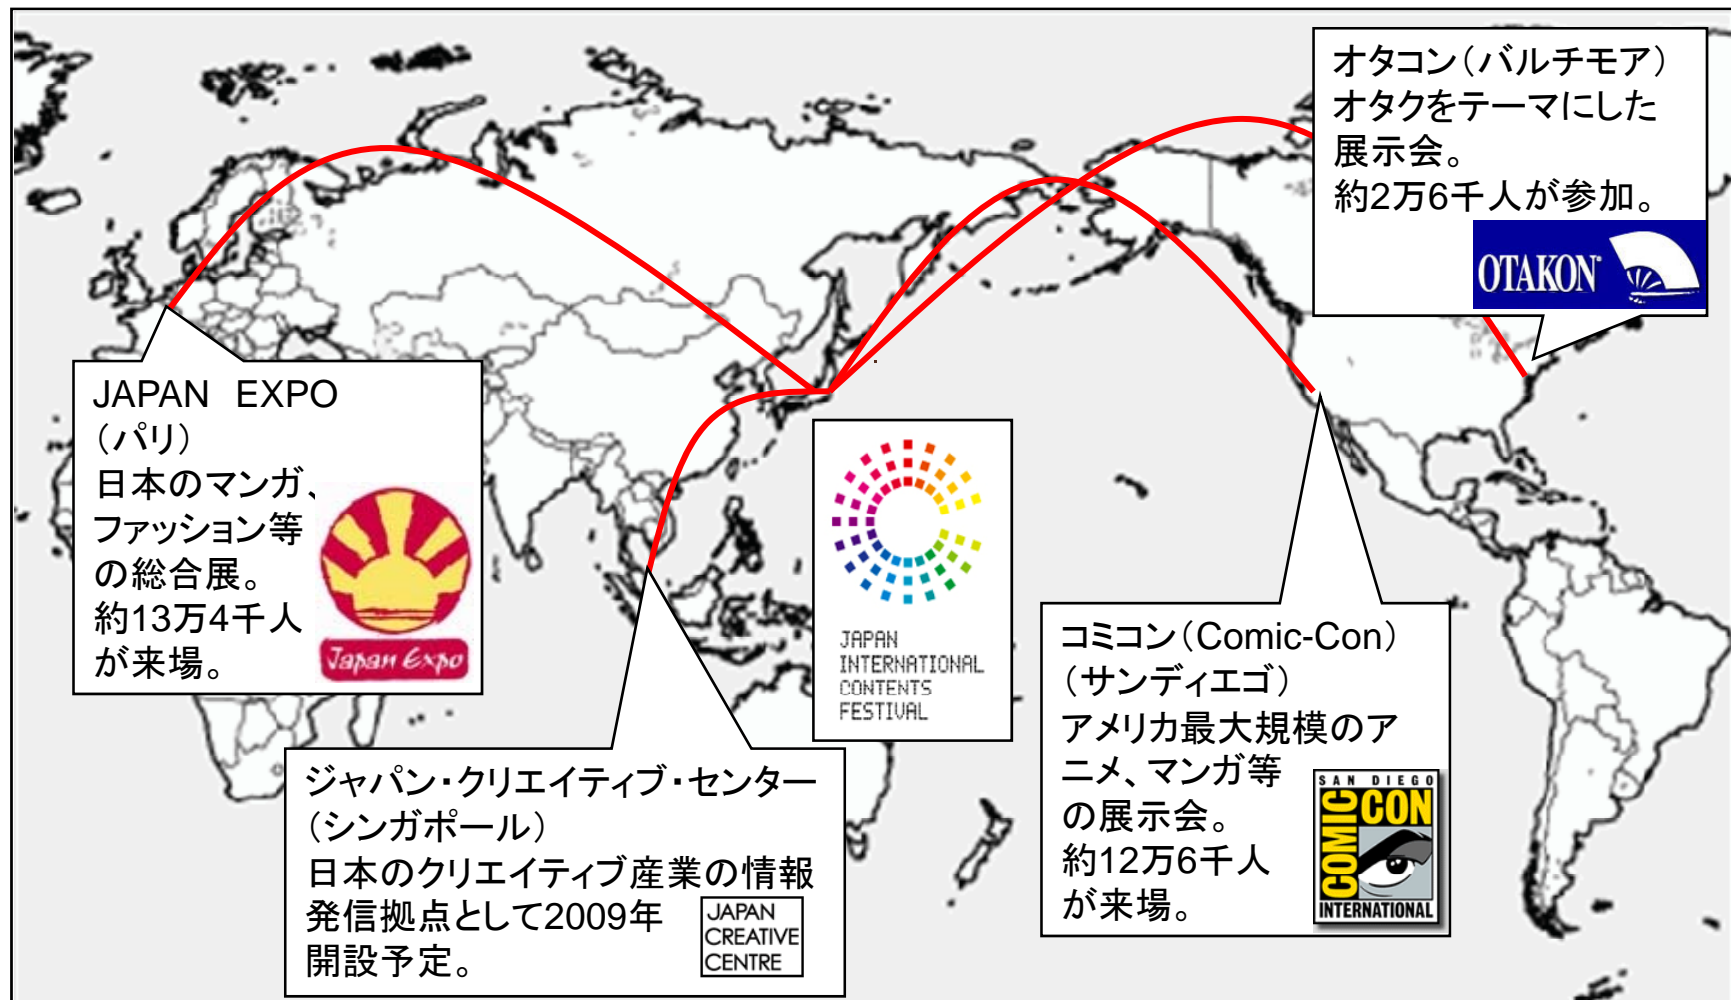 オタコン（バルチモア）
オタクをテーマにした
展示会。
約2万6千人が参加。
OTAKON
JAPAN　EXPO
（パリ）
日本のマンガ、
ファッション等
の総合展。
約13万4千人
が来場。
Japan Expo
JAPAN
INTERNATIONAL
CONTENTS
FESTIVAL
コミコン（Comic-Con）
（サンディエゴ）
アメリカ最大規模のア
ニメ、マンガ等
の展示会。
約12万6千人
が来場。
SAN DIEGO
COMIC CON
INTERNATIONAL
ジャパン・クリエイティブ・センター
（シンガポール）
日本のクリエイティブ産業の情報
発信拠点として2009年
開設予定。
JAPAN
CREATIVE
CENTRE